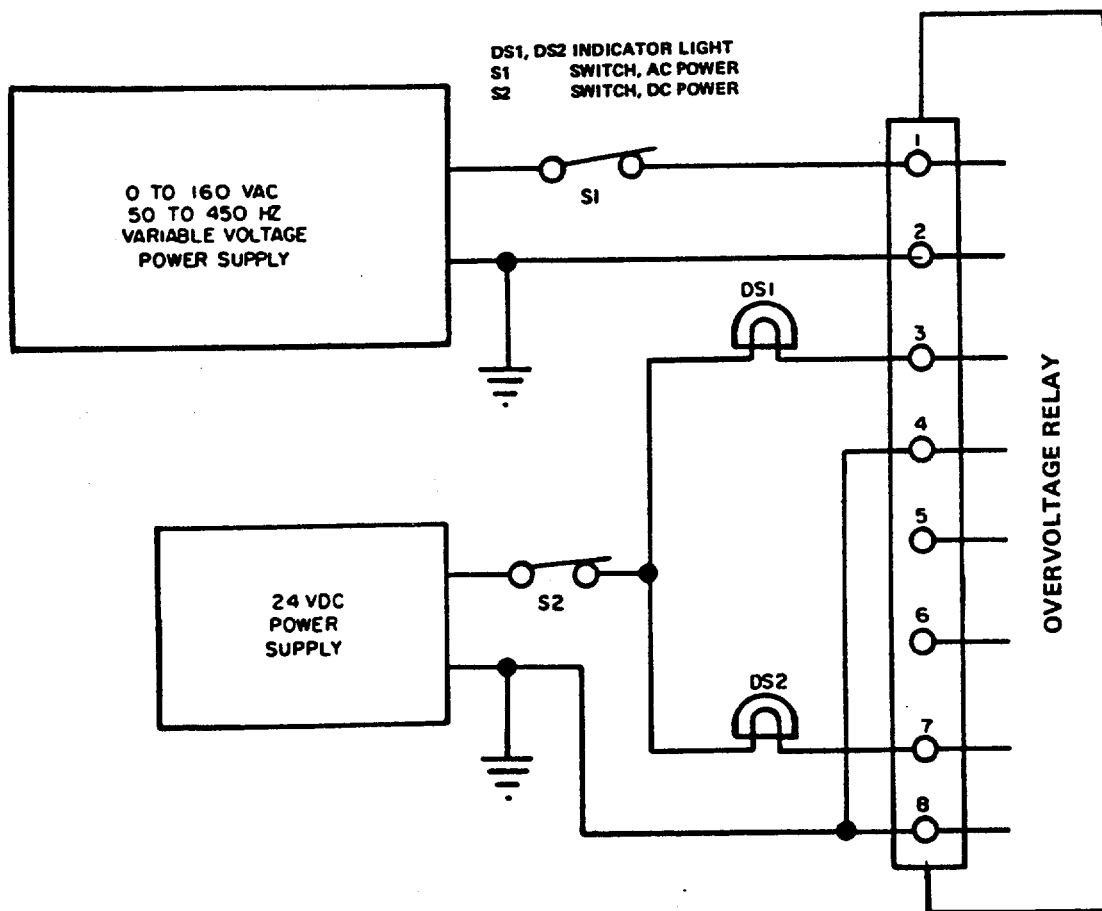 DS1, DS2 INDICATOR LIGHT
S1 SWITCH, AC POWER
S2 SWITCH, DC POWER
0 TO 160 VAC
50 TO 450 HZ
VARIABLE VOLTAGE
POWER SUPPLY
S1
1
2
DS1
3
4
5
6
24 VDC
POWER
SUPPLY
S2
DS2
7
8
OVERVOLTAGE RELAY